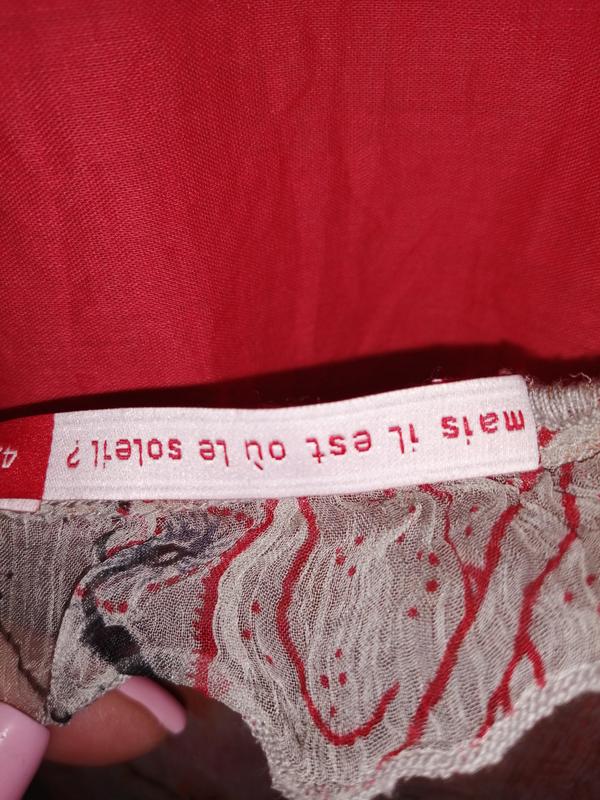 mais il est où le soleil ?